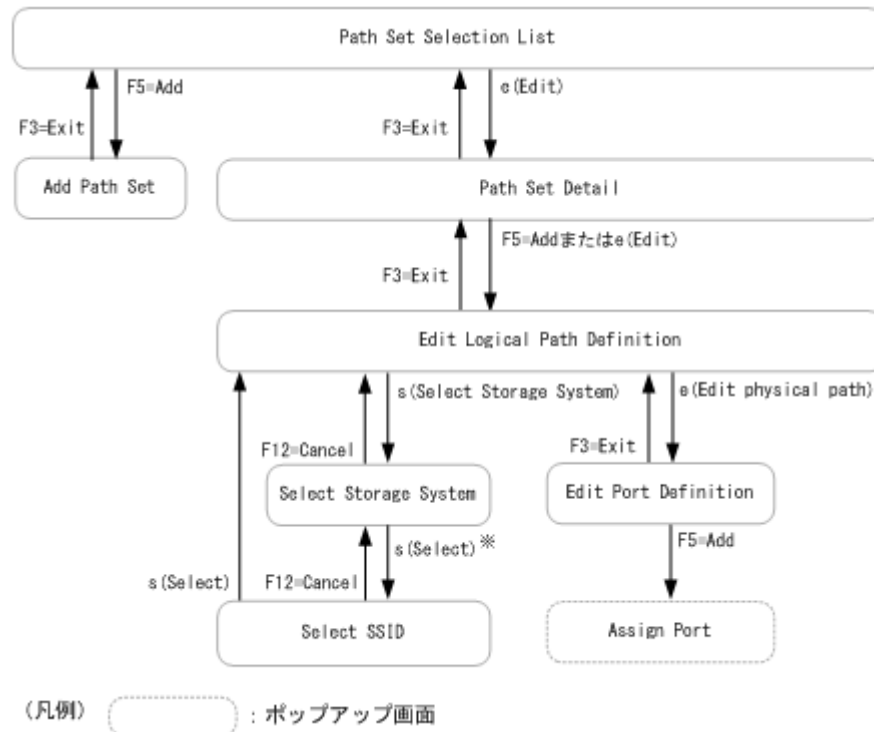 Path Set Selection List
F5=Add
e(Edit)
F3=Exit
F3=Exit
Add Path Set
Path Set Detail
F5=Addまたはe(Edit)
F3=Exit
Edit Logical Path Definition
s(Select Storage System)
e(Edit physical path)
F12=Cancel
F3=Exit
Select Storage System
Edit Port Definition
s(Select)※
F5=Add
s(Select)
F12=Cancel
Select SSID
Assign Port
(凡例)
：ポップアップ画面